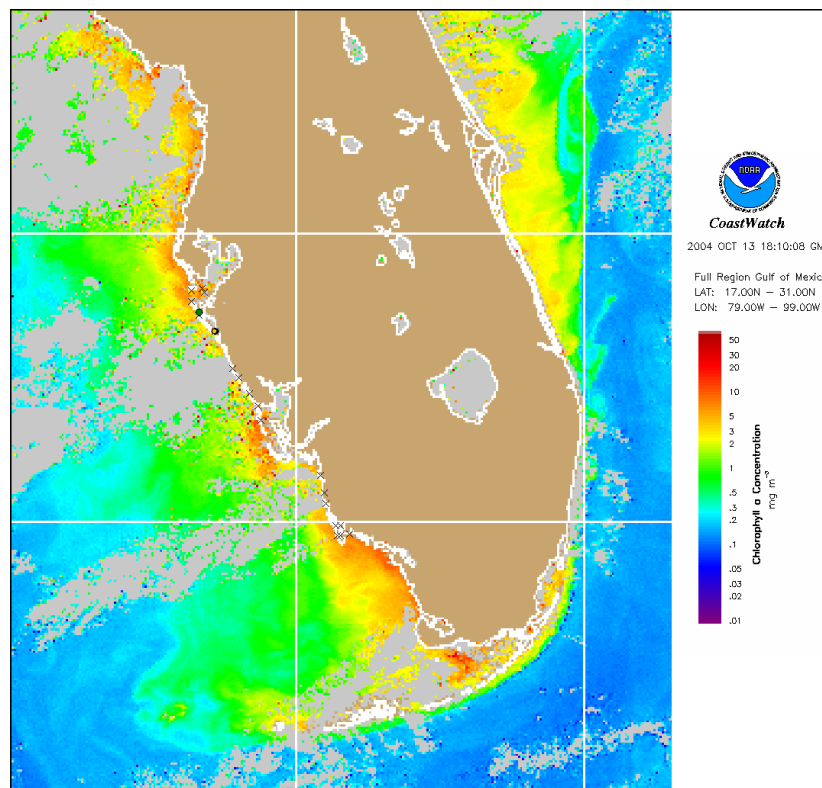 NOAA
CoastWatch
2004 OCT 13 18:10:08 GM
Full Region Gulf of Mexic
LAT: 17.00N – 31.00N
LON: 79.00W – 99.00W
50
30
20
10
5
3
2
1
.5
.3
.2
.1
.05
.03
.02
.01
Chlorophyll a Concentration
mg m